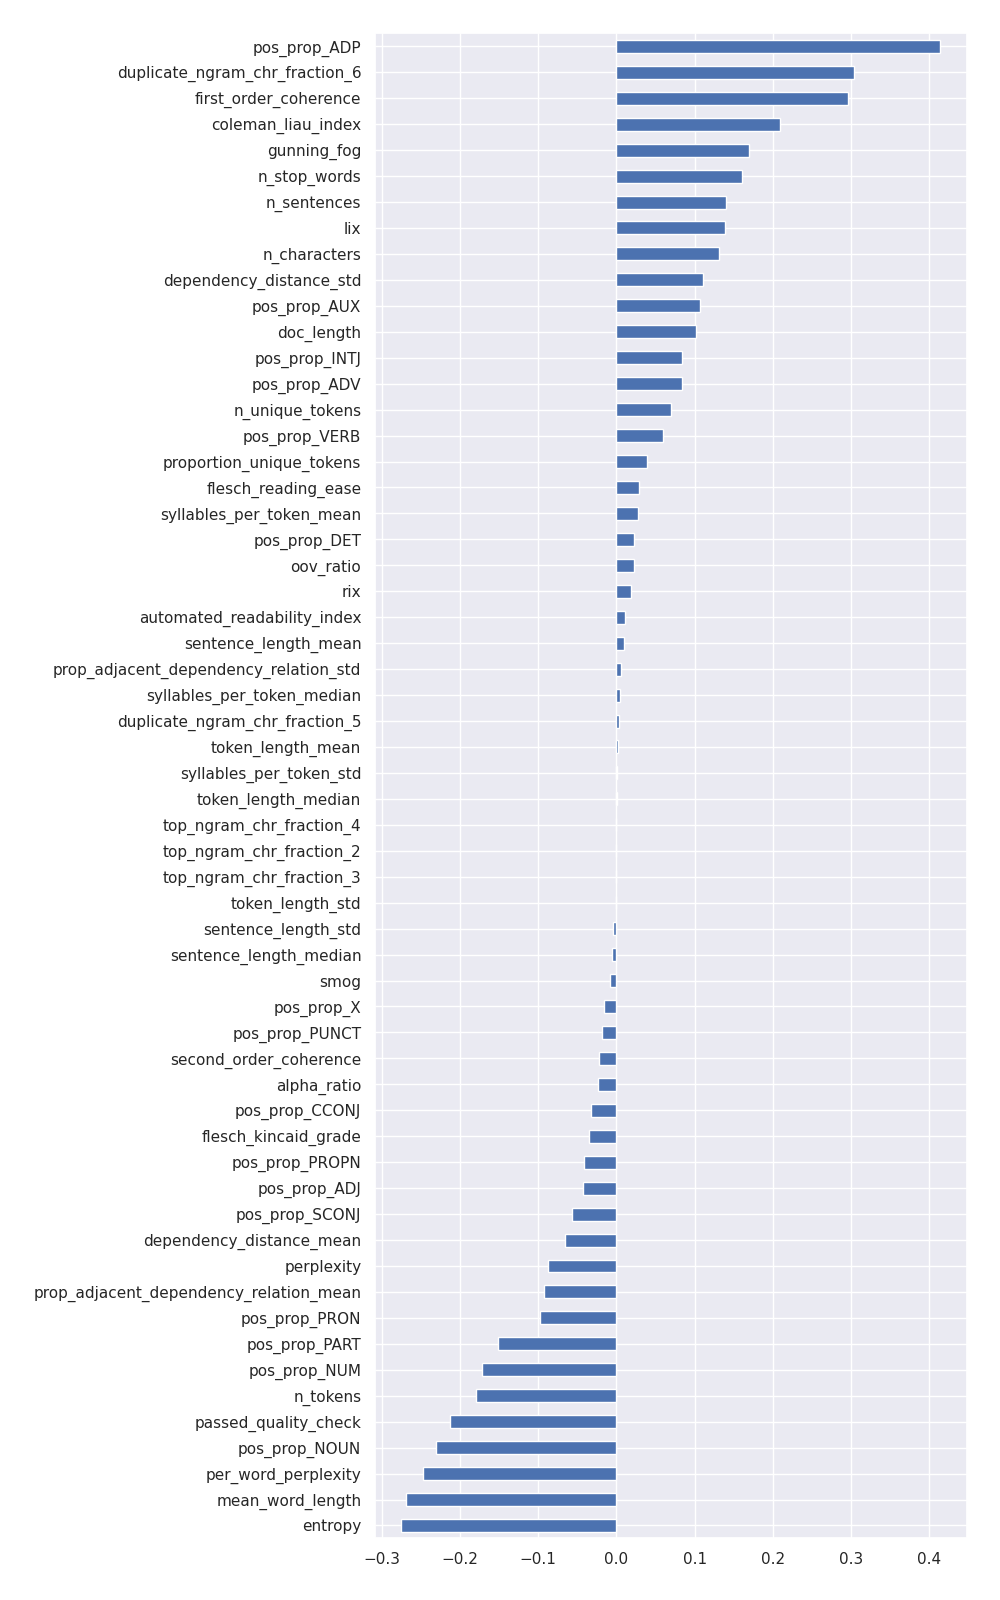 pos_prop_ADP
duplicate_ngram_chr_fraction_6
first_order_coherence
coleman_liau_index
gunning_fog
n_stop_words
n_sentences
lix
n_characters
dependency_distance_std
pos_prop_AUX
doc_length
pos_prop_INTJ
pos_prop_ADV
n_unique_tokens
pos_prop_VERB
proportion_unique_tokens
flesch_reading_ease
syllables_per_token_mean
pos_prop_DET
oov_ratio
rix
automated_readability_index
sentence_length_mean
prop_adjacent_dependency_relation_std
syllables_per_token_median
duplicate_ngram_chr_fraction_5
token_length_mean
syllables_per_token_std
token_length_median
top_ngram_chr_fraction_4
top_ngram_chr_fraction_2
top_ngram_chr_fraction_3
token_length_std
sentence_length_std
sentence_length_median
smog
pos_prop_X
pos_prop_PUNCT
second_order_coherence
alpha_ratio
pos_prop_CCONJ
flesch_kincaid_grade
pos_prop_PROPN
pos_prop_ADJ
pos_prop_SCONJ
dependency_distance_mean
perplexity
prop_adjacent_dependency_relation_mean
pos_prop_PRON
pos_prop_PART
pos_prop_NUM
n_tokens
passed_quality_check
pos_prop_NOUN
per_word_perplexity
mean_word_length
entropy
−0.3 −0.2 −0.1 0.0 0.1 0.2 0.3 0.4